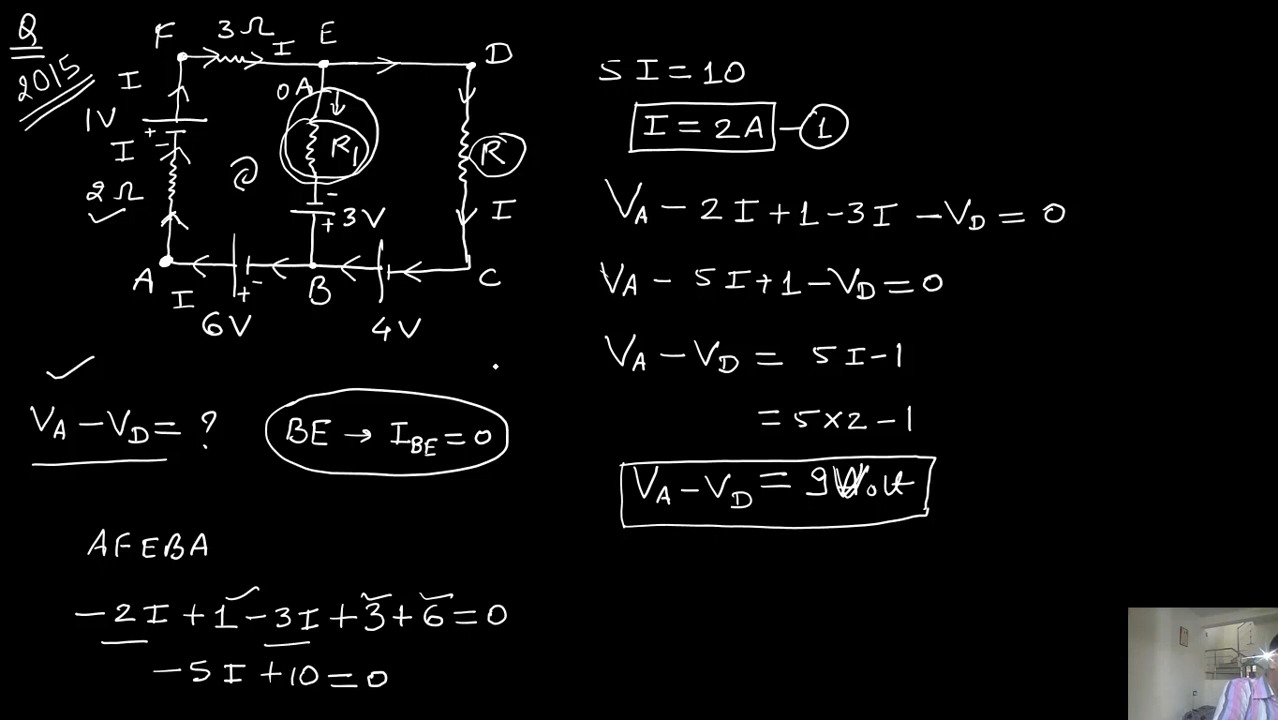 Q
2015
F 3Ω I E D
I 0A
1V + -
I R1 R
2Ω
- + 3V I
A I + - B C
6V 4V
VA - VD = ?
BE → IBE = 0
AFEBA
-2I + 1 - 3I + 3 + 6 = 0
-5I + 10 = 0
5I = 10
I = 2A - 1
VA - 2I + 1 - 3I - VD = 0
VA - 5I + 1 - VD = 0
VA - VD = 5I - 1
= 5×2 - 1
VA - VD = 9 Volt